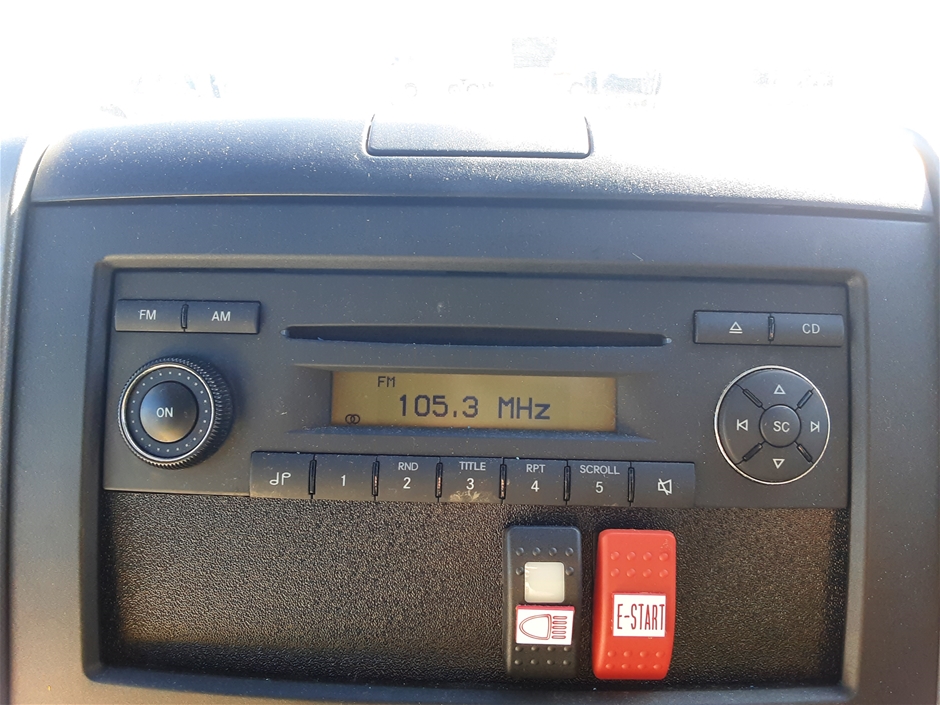 FM AM
CD
FM
105.3 MHz
ON
SC
1
RND
2
TITLE
3
RPT
4
SCROLL
5
E-START